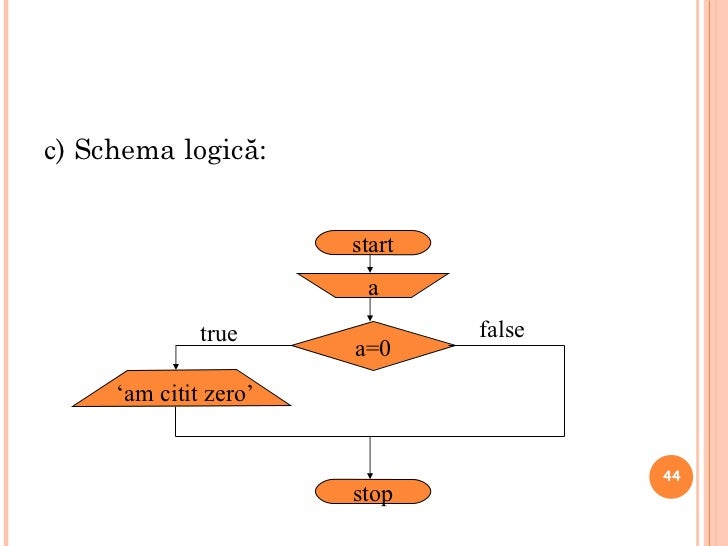 c) Schema logică:
start
a
true
false
a=0
‘am citit zero’
44
stop